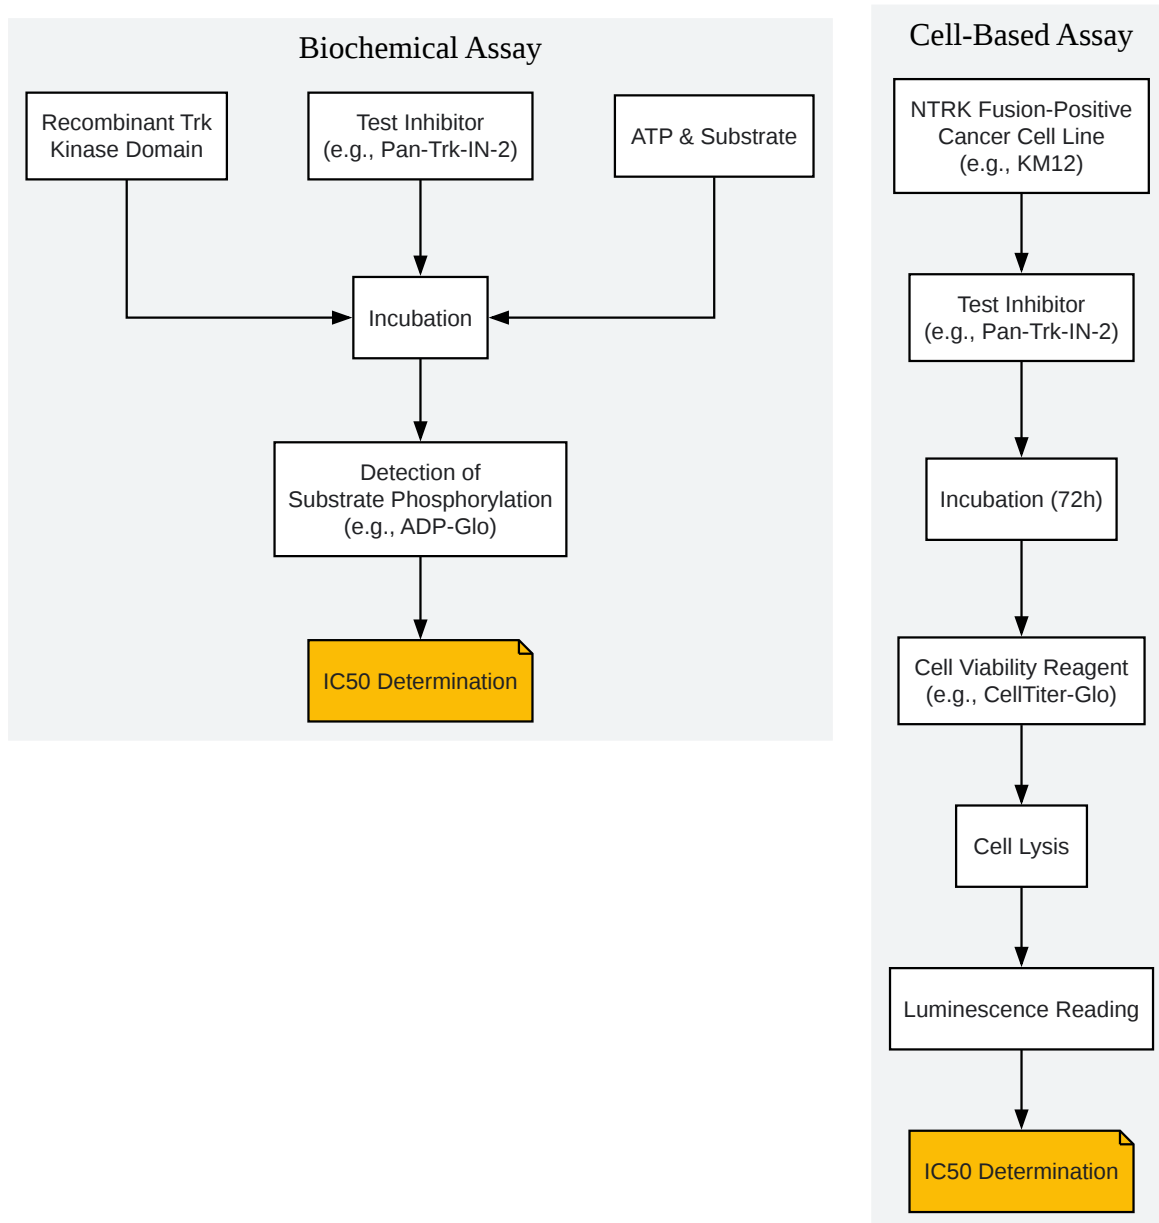 Biochemical Assay
Recombinant Trk
Kinase Domain
Test Inhibitor
(e.g., Pan-Trk-IN-2)
ATP & Substrate
Incubation
Detection of
Substrate Phosphorylation
(e.g., ADP-Glo)
IC50 Determination
Cell-Based Assay
NTRK Fusion-Positive
Cancer Cell Line
(e.g., KM12)
Test Inhibitor
(e.g., Pan-Trk-IN-2)
Incubation (72h)
Cell Viability Reagent
(e.g., CellTiter-Glo)
Cell Lysis
Luminescence Reading
IC50 Determination